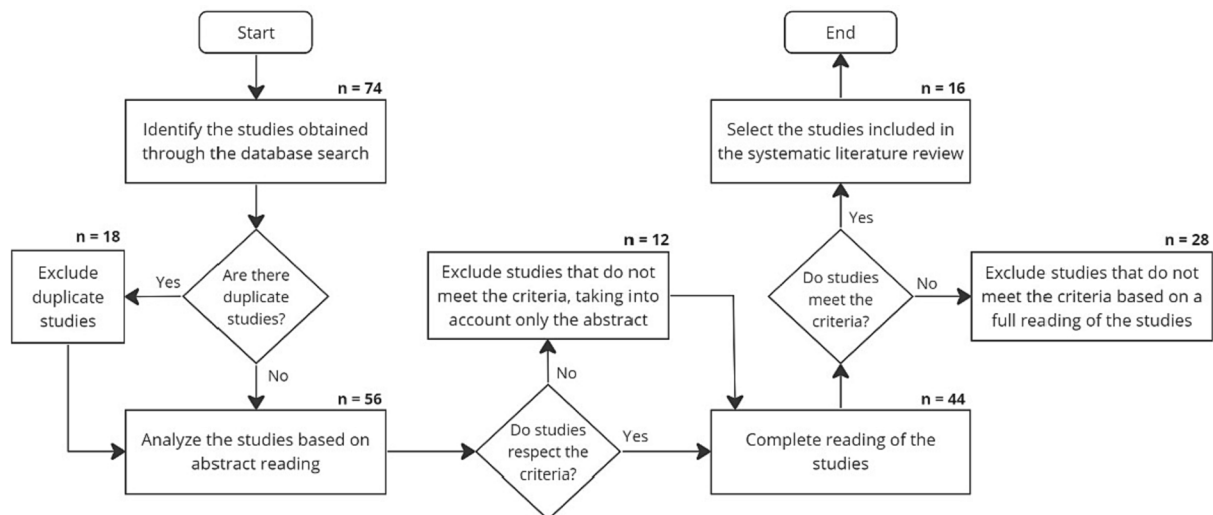 Start
n = 74
Identify the studies obtained
through the database search
n = 18
Exclude
duplicate
studies
Yes
Are there
duplicate
studies?
No
n = 56
Analyze the studies based on
abstract reading
n = 12
Exclude studies that do not
meet the criteria, taking into
account only the abstract
No
Do studies
respect the
criteria?
Yes
n = 44
Complete reading of the
studies
Do studies
meet the
criteria?
No
n = 28
Exclude studies that do not
meet the criteria based on a
full reading of the studies
Yes
n = 16
Select the studies included in
the systematic literature review
End